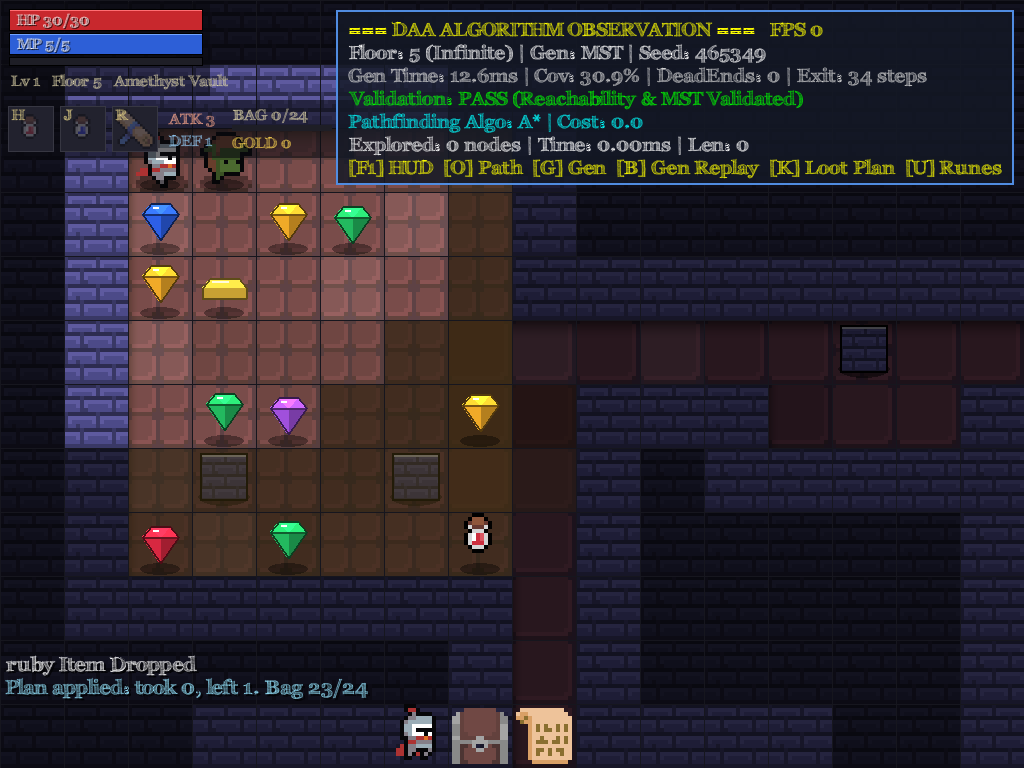 HP 30/30
MP 5/5
Lv 1 Floor 5 Amethyst Vault
H J R ATK 3 BAG 0/24
DEF 1 GOLD 0
=== DAA ALGORITHM OBSERVATION === FPS 0
Floor: 5 (Infinite) | Gen: MST | Seed: 465349
Gen Time: 12.6ms | Cov: 30.9% | DeadEnds: 0 | Exit: 34 steps
Validation: PASS (Reachability & MST Validated)
Pathfinding Algo: A* | Cost: 0.0
Explored: 0 nodes | Time: 0.00ms | Len: 0
[F1] HUD [O] Path [G] Gen [B] Gen Replay [K] Loot Plan [U] Runes
ruby Item Dropped
Plan applied: took 0, left 1. Bag 23/24